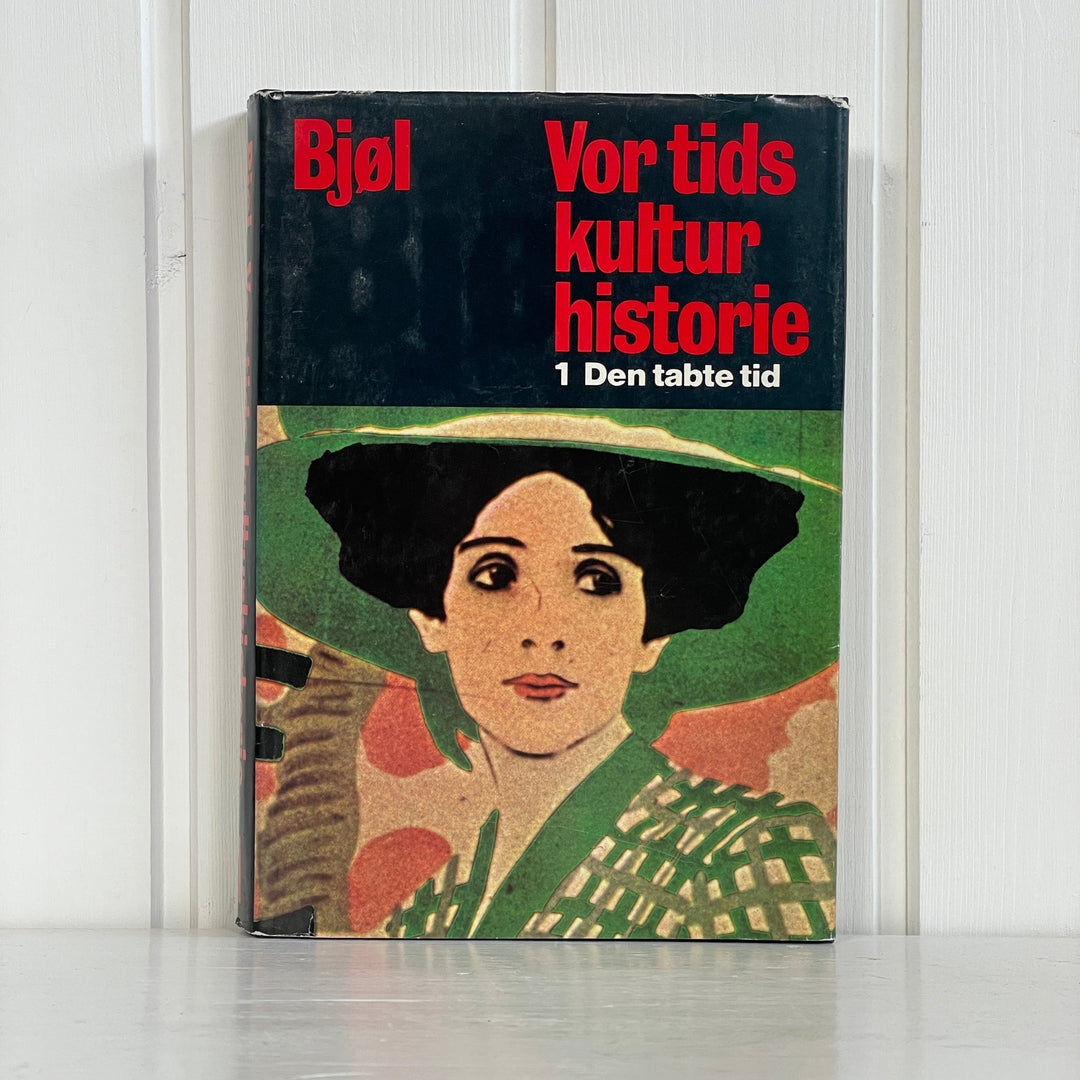 Bjøl
Vor tids
kultur
historie
1 Den tabte tid